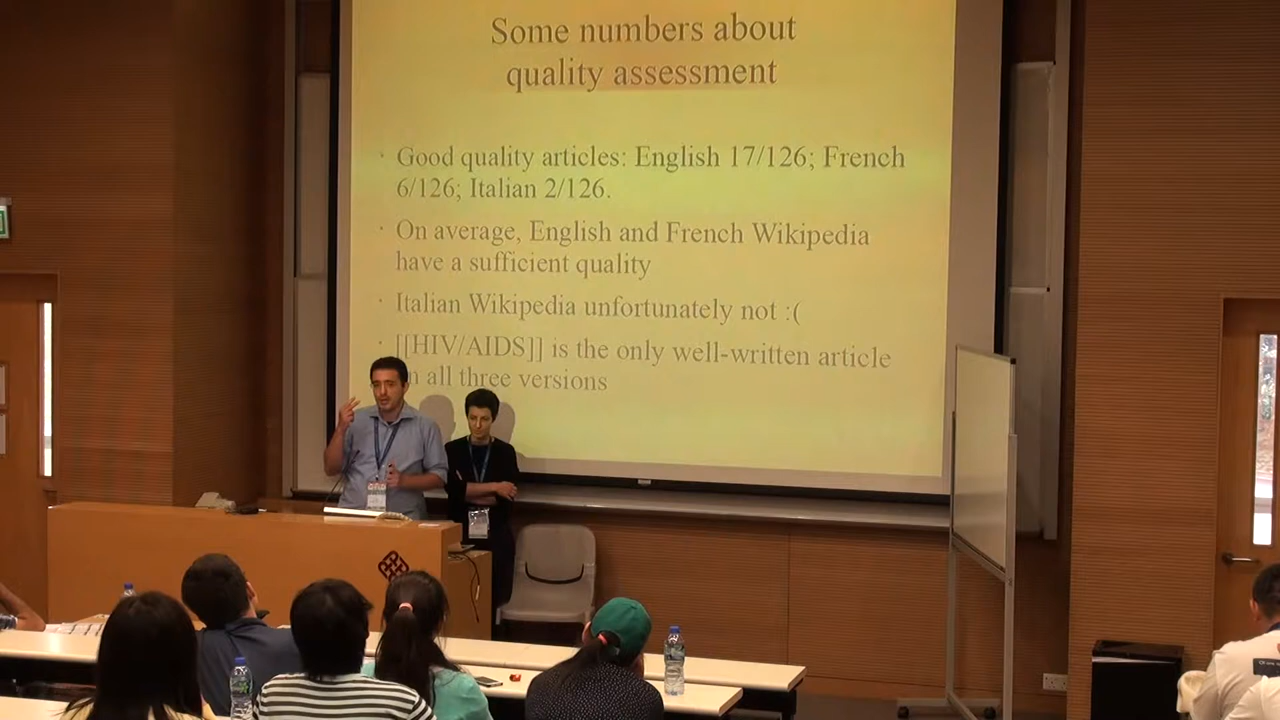 Some numbers about
quality assessment
· Good quality articles: English 17/126; French
6/126; Italian 2/126.
· On average, English and French Wikipedia
have a sufficient quality
· Italian Wikipedia unfortunately not :(
· [[HIV/AIDS]] is the only well-written article
all three versions